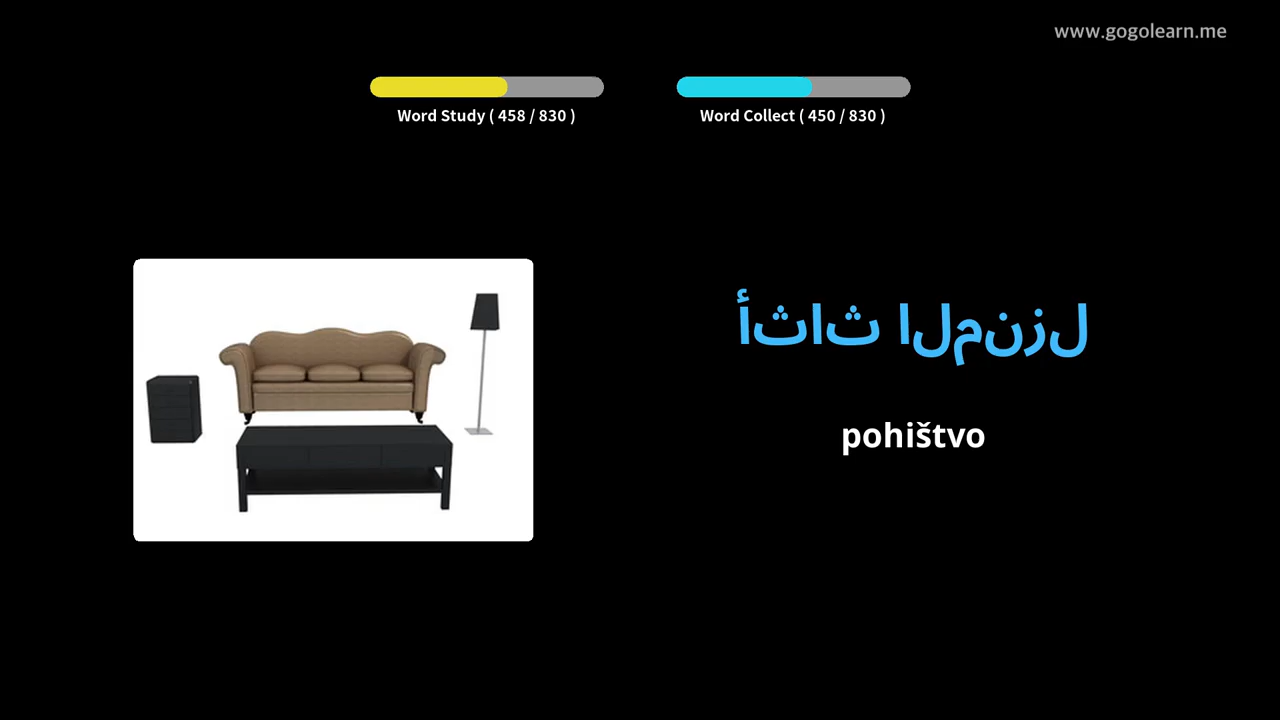 www.gogolearn.me
Word Study ( 458 / 830 )
Word Collect ( 450 / 830 )
أثاث المنزل
pohištvo